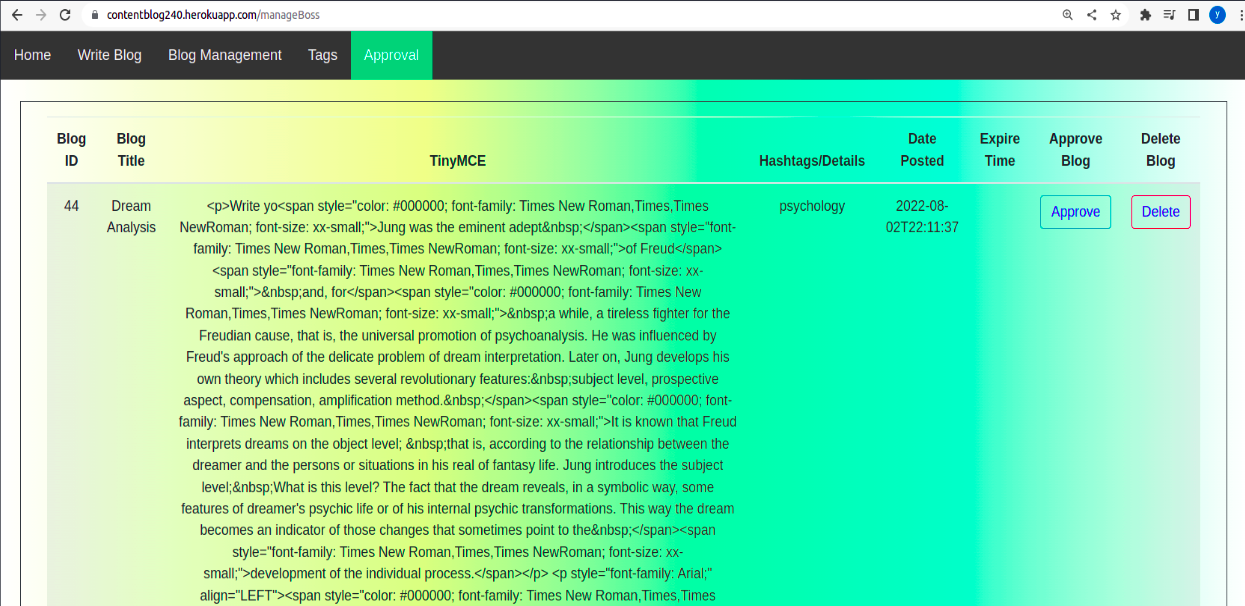 contentblog240.herokuapp.com/manageBoss
y
Home Write Blog Blog Management Tags Approval
Blog ID Blog Title TinyMCE Hashtags/Details Date Posted Expire Time Approve Blog Delete Blog
44 Dream Analysis
<p>Write yo<span style="color: #000000; font-family: Times New Roman,Times,Times
NewRoman; font-size: xx-small;">Jung was the eminent adept&nbsp;</span><span style="font-
family: Times New Roman,Times,Times NewRoman; font-size: xx-small;">of Freud</span>
<span style="font-family: Times New Roman,Times,Times NewRoman; font-size: xx-
small;">&nbsp;and, for</span><span style="color: #000000; font-family: Times New
Roman,Times,Times NewRoman; font-size: xx-small;">&nbsp;a while, a tireless fighter for the
Freudian cause, that is, the universal promotion of psychoanalysis. He was influenced by
Freud's approach of the delicate problem of dream interpretation. Later on, Jung develops his
own theory which includes several revolutionary features:&nbsp;subject level, prospective
aspect, compensation, amplification method.&nbsp;</span><span style="color: #000000; font-
family: Times New Roman,Times,Times NewRoman; font-size: xx-small;">It is known that Freud
interprets dreams on the object level; &nbsp;that is, according to the relationship between the
dreamer and the persons or situations in his real of fantasy life. Jung introduces the subject
level;&nbsp;What is this level? The fact that the dream reveals, in a symbolic way, some
features of dreamer's psychic life or of his internal psychic transformations. This way the dream
becomes an indicator of those changes that sometimes point to the&nbsp;</span><span
style="font-family: Times New Roman,Times,Times NewRoman; font-size: xx-
small;">development of the individual process.</span></p> <p style="font-family: Arial;"
align="LEFT"><span style="color: #000000; font-family: Times New Roman,Times,Times
psychology
2022-08-
02T22:11:37
Approve
Delete